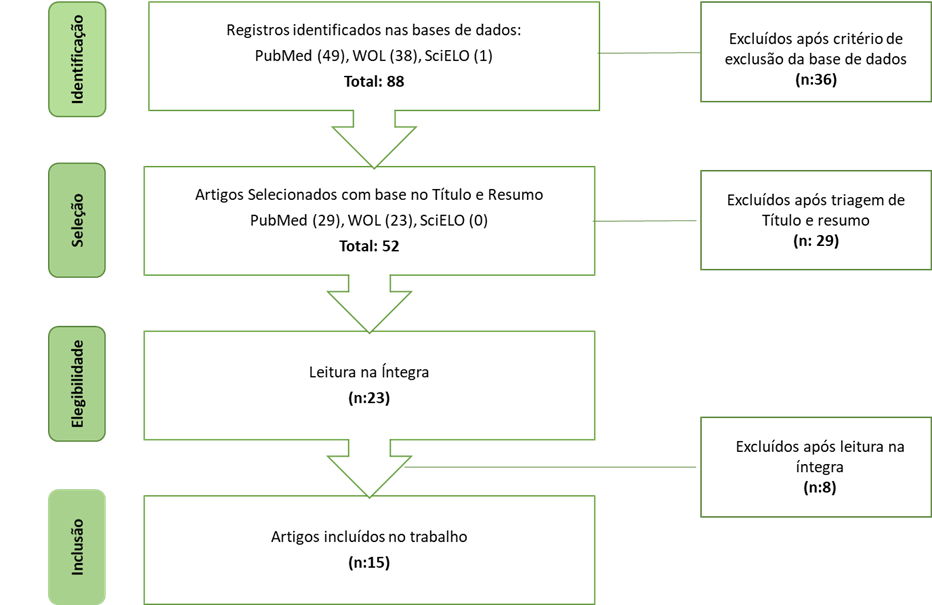 Identificação
Registros identificados nas bases de dados:
PubMed (49), WOL (38), SciELO (1)
Total: 88
Excluídos após critério de
exclusão da base de dados
(n:36)
Seleção
Artigos Selecionados com base no Título e Resumo
PubMed (29), WOL (23), SciELO (0)
Total: 52
Excluídos após triagem de
Título e resumo
(n: 29)
Elegibilidade
Leitura na Íntegra
(n:23)
Excluídos após leitura na
íntegra
(n:8)
Inclusão
Artigos incluídos no trabalho
(n:15)